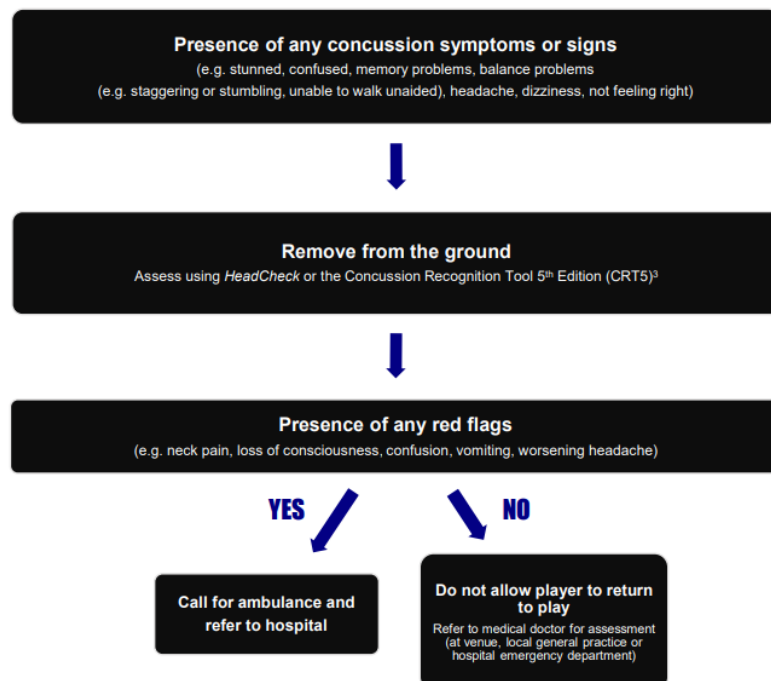 Presence of any concussion symptoms or signs
(e.g. stunned, confused, memory problems, balance problems
(e.g. staggering or stumbling, unable to walk unaided), headache, dizziness, not feeling right)
Remove from the ground
Assess using HeadCheck or the Concussion Recognition Tool 5th Edition (CRT5)³
Presence of any red flags
(e.g. neck pain, loss of consciousness, confusion, vomiting, worsening headache)
YES
NO
Call for ambulance and
refer to hospital
Do not allow player to return
to play
Refer to medical doctor for assessment
(at venue, local general practice or
hospital emergency department)